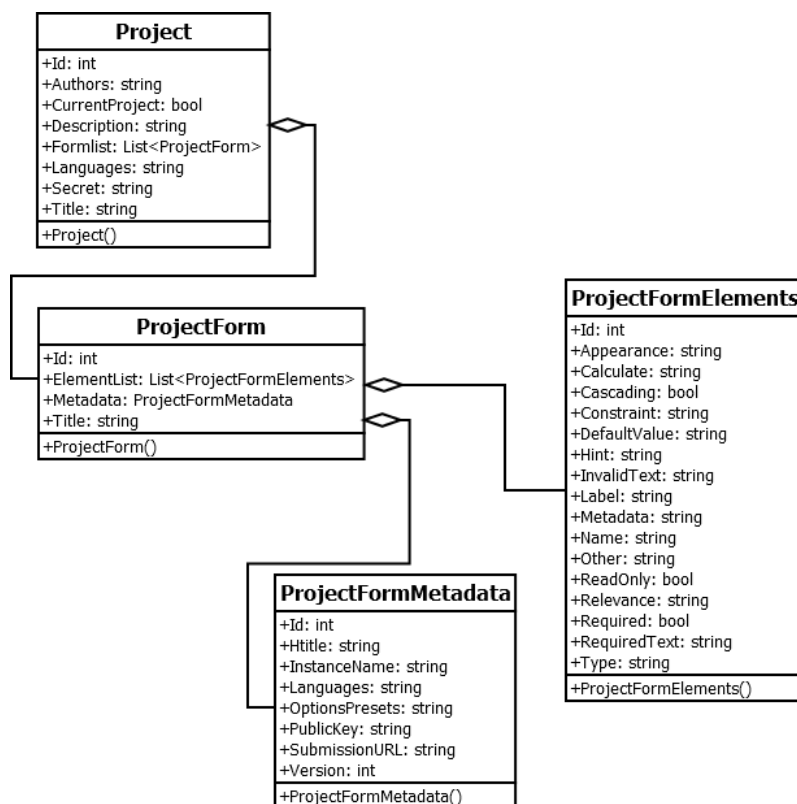 Project
+Id: int
+Authors: string
+CurrentProject: bool
+Description: string
+Formlist: List<ProjectForm>
+Languages: string
+Secret: string
+Title: string
+Project()
ProjectForm
+Id: int
+ElementList: List<ProjectFormElements>
+Metadata: ProjectFormMetadata
+Title: string
+ProjectForm()
ProjectFormElements
+Id: int
+Appearance: string
+Calculate: string
+Cascading: bool
+Constraint: string
+DefaultValue: string
+Hint: string
+InvalidText: string
+Label: string
+Metadata: string
+Name: string
+Other: string
+ReadOnly: bool
+Relevance: string
+Required: bool
+RequiredText: string
+Type: string
+ProjectFormElements()
ProjectFormMetadata
+Id: int
+Htitle: string
+InstanceName: string
+Languages: string
+OptionsPresets: string
+PublicKey: string
+SubmissionURL: string
+Version: int
+ProjectFormMetadata()